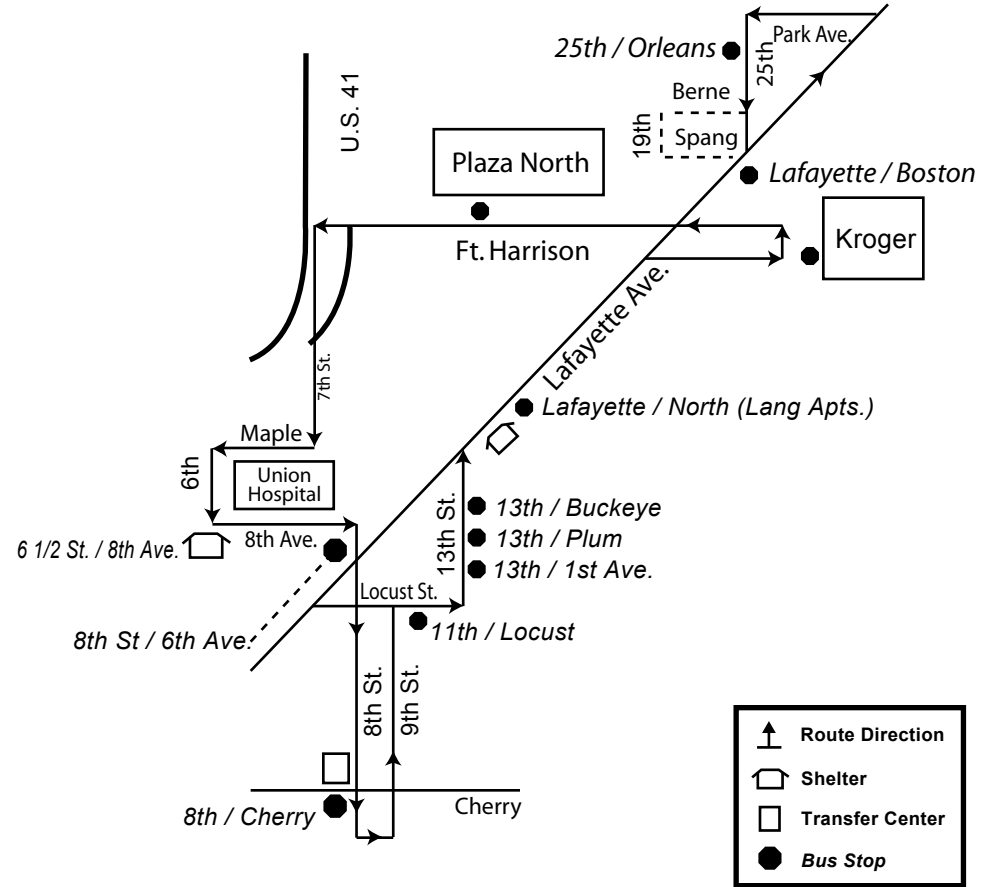 Park Ave.
25th / Orleans
25th
U.S. 41
Berne
19th
Spang
Plaza North
Lafayette / Boston
Kroger
Ft. Harrison
Lafayette Ave.
7th St.
Lafayette / North (Lang Apts.)
Maple
6th
Union
Hospital
13th St.
13th / Buckeye
13th / Plum
13th / 1st Ave.
8th Ave.
6 1/2 St. / 8th Ave.
Locust St.
8th St / 6th Ave.
11th / Locust
8th St.
9th St.
8th / Cherry
Cherry
Route Direction
Shelter
Transfer Center
Bus Stop